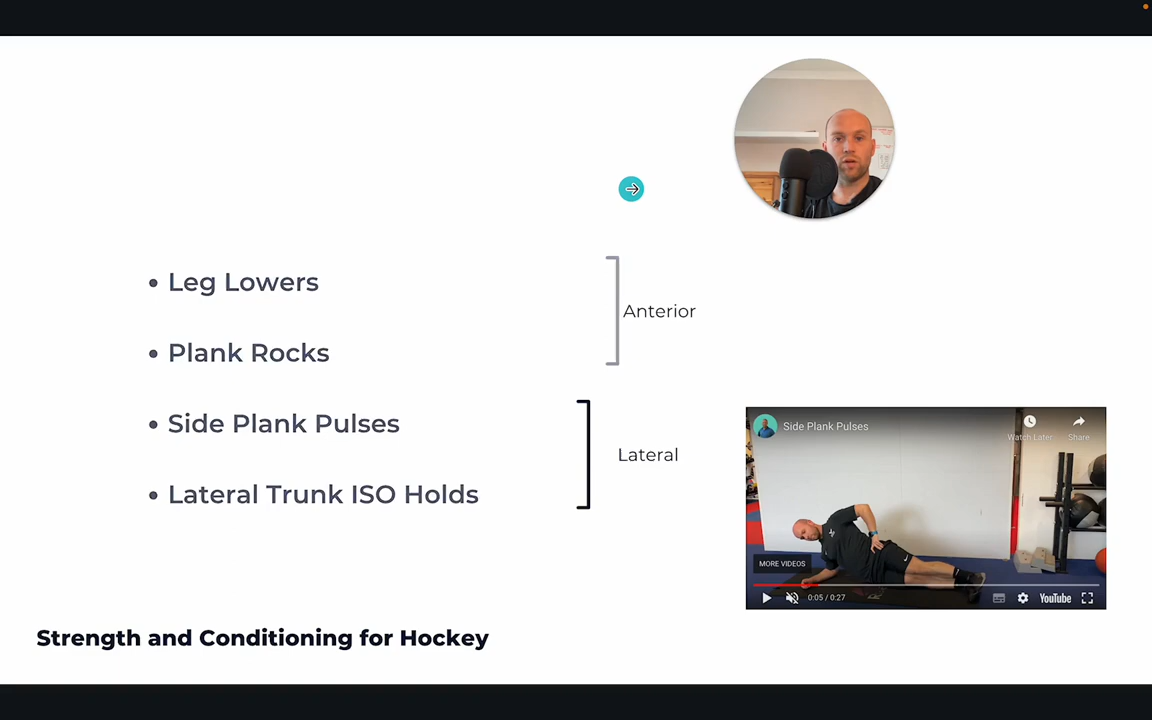 Leg Lowers
Plank Rocks
Anterior
Side Plank Pulses
Lateral Trunk ISO Holds
Lateral
Side Plank Pulses
Watch Later
Share
MORE VIDEOS
0:05 / 0:27
YouTube
Strength and Conditioning for Hockey